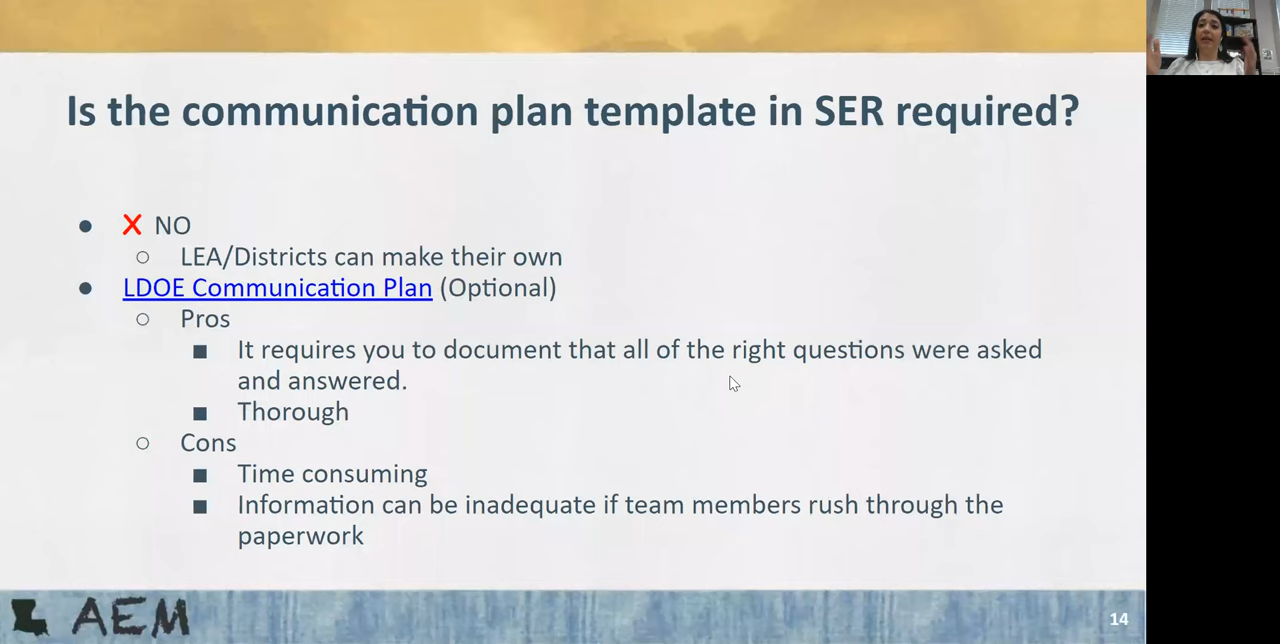 Is the communication plan template in SER required?
● ❌ NO
○ LEA/Districts can make their own
● LDOE Communication Plan (Optional)
○ Pros
■ It requires you to document that all of the right questions were asked
and answered.
■ Thorough
○ Cons
■ Time consuming
■ Information can be inadequate if team members rush through the
paperwork
AEM
14